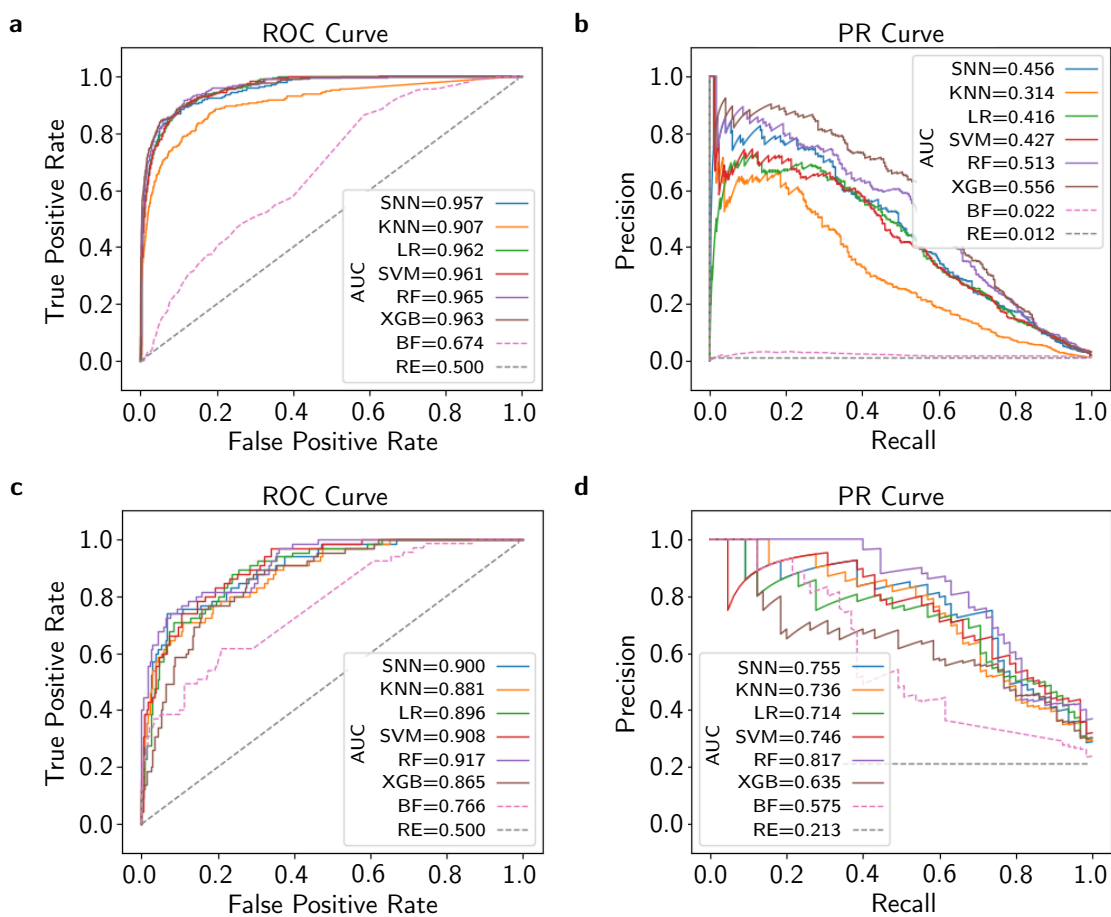 a
ROC Curve
1.0
0.8
0.6
0.4
0.2
0.0
True Positive Rate
AUC
SNN=0.957
KNN=0.907
LR=0.962
SVM=0.961
RF=0.965
XGB=0.963
BF=0.674
RE=0.500
0.0 0.2 0.4 0.6 0.8 1.0
False Positive Rate
b
PR Curve
1.0
0.8
0.6
0.4
0.2
0.0
Precision
AUC
SNN=0.456
KNN=0.314
LR=0.416
SVM=0.427
RF=0.513
XGB=0.556
BF=0.022
RE=0.012
0.0 0.2 0.4 0.6 0.8 1.0
Recall
c
ROC Curve
1.0
0.8
0.6
0.4
0.2
0.0
True Positive Rate
AUC
SNN=0.900
KNN=0.881
LR=0.896
SVM=0.908
RF=0.917
XGB=0.865
BF=0.766
RE=0.500
0.0 0.2 0.4 0.6 0.8 1.0
False Positive Rate
d
PR Curve
1.0
0.8
0.6
0.4
0.2
0.0
Precision
AUC
SNN=0.755
KNN=0.736
LR=0.714
SVM=0.746
RF=0.817
XGB=0.635
BF=0.575
RE=0.213
0.0 0.2 0.4 0.6 0.8 1.0
Recall